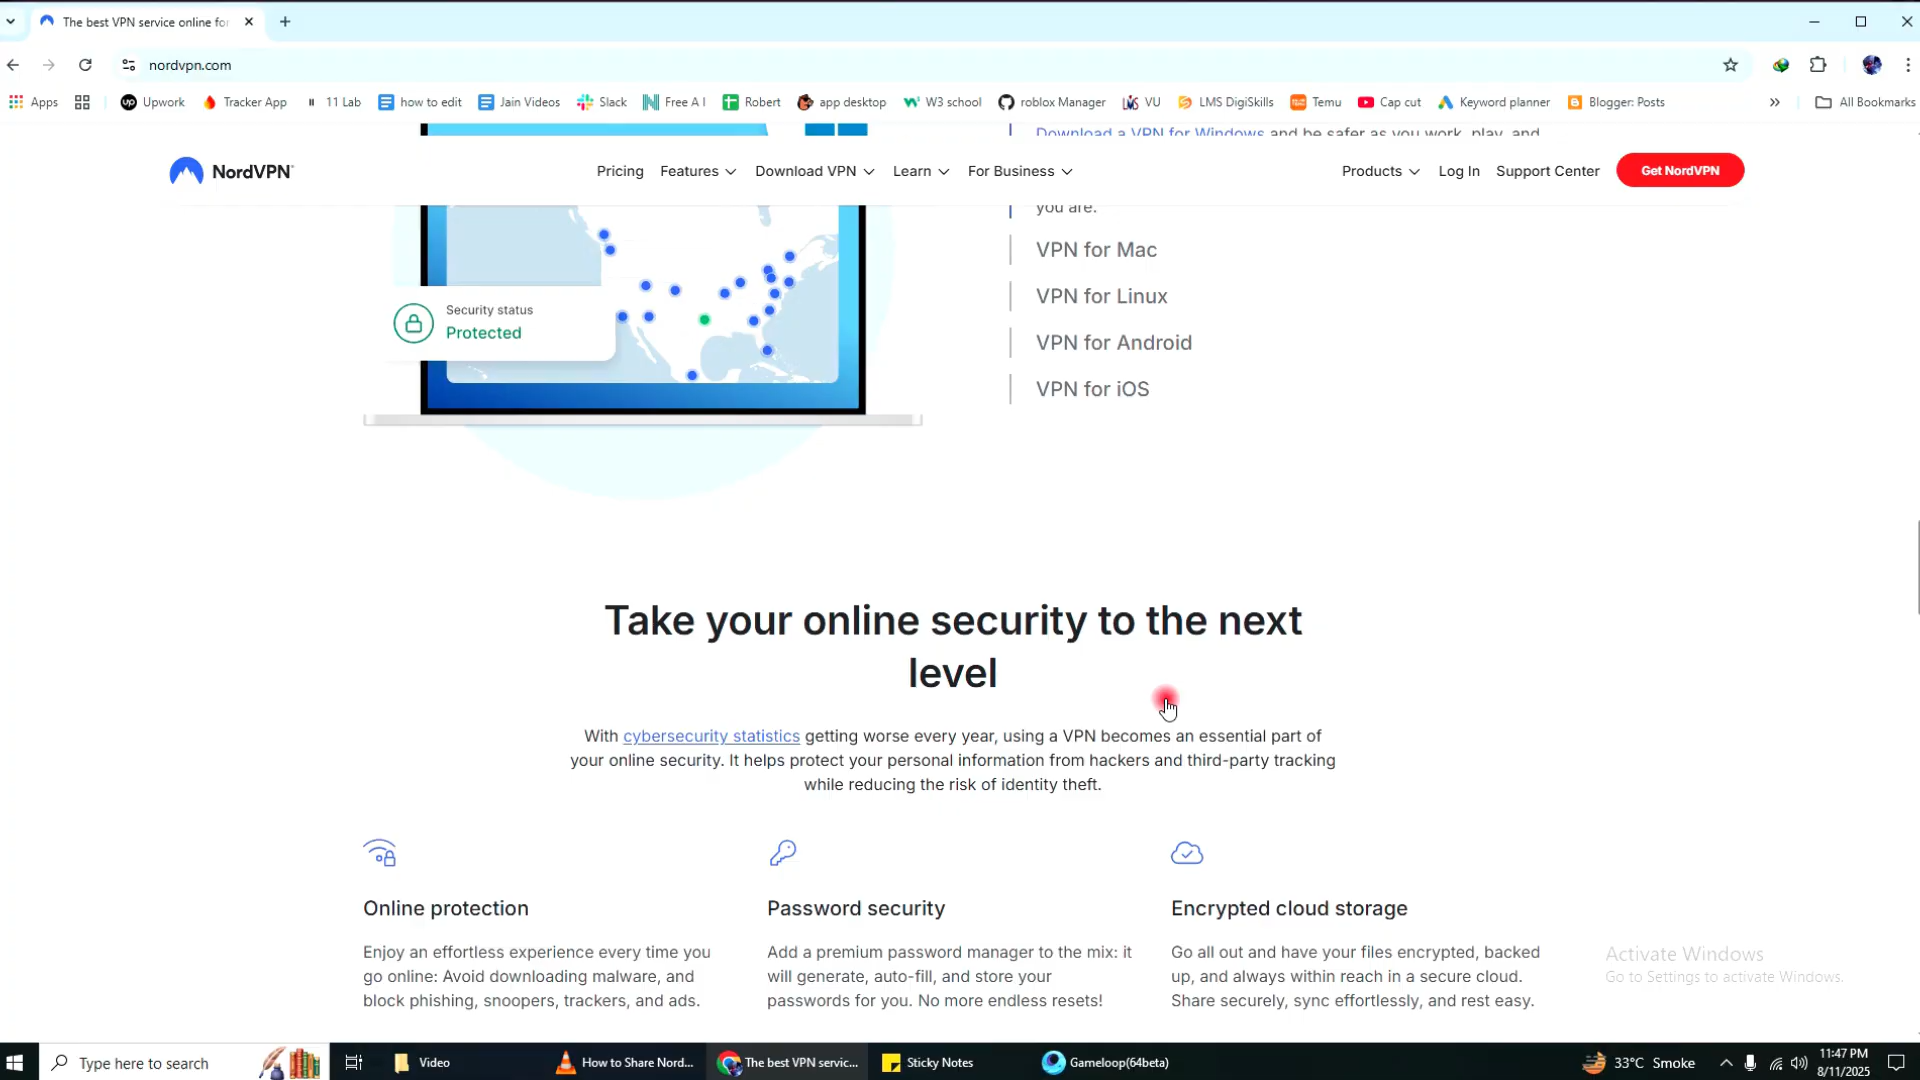 The best VPN service online for
nordvpn.com
Apps
Upwork
Tracker App
11 Lab
how to edit
Jain Videos
Slack
Free A I
Robert
app desktop
W3 school
roblox Manager
VU
LMS DigiSkills
Temu
Cap cut
Keyword planner
Blogger: Posts
All Bookmarks
Download a VPN for Windows and be safer as you work, play, and
NordVPN
Pricing
Features
Download VPN
Learn
For Business
Products
Log In
Support Center
Get NordVPN
you are.
VPN for Mac
VPN for Linux
VPN for Android
VPN for iOS
Security status
Protected
Take your online security to the next
level
With cybersecurity statistics getting worse every year, using a VPN becomes an essential part of
your online security. It helps protect your personal information from hackers and third-party tracking
while reducing the risk of identity theft.
Online protection
Enjoy an effortless experience every time you
go online: Avoid downloading malware, and
block phishing, snoopers, trackers, and ads.
Password security
Add a premium password manager to the mix: it
will generate, auto-fill, and store your
passwords for you. No more endless resets!
Encrypted cloud storage
Go all out and have your files encrypted, backed
up, and always within reach in a secure cloud.
Share securely, sync effortlessly, and rest easy.
Activate Windows
Go to Settings to activate Windows.
Type here to search
Video
How to Share Nord...
The best VPN servic...
Sticky Notes
Gameloop(64beta)
33°C Smoke
11:47 PM
8/11/2025